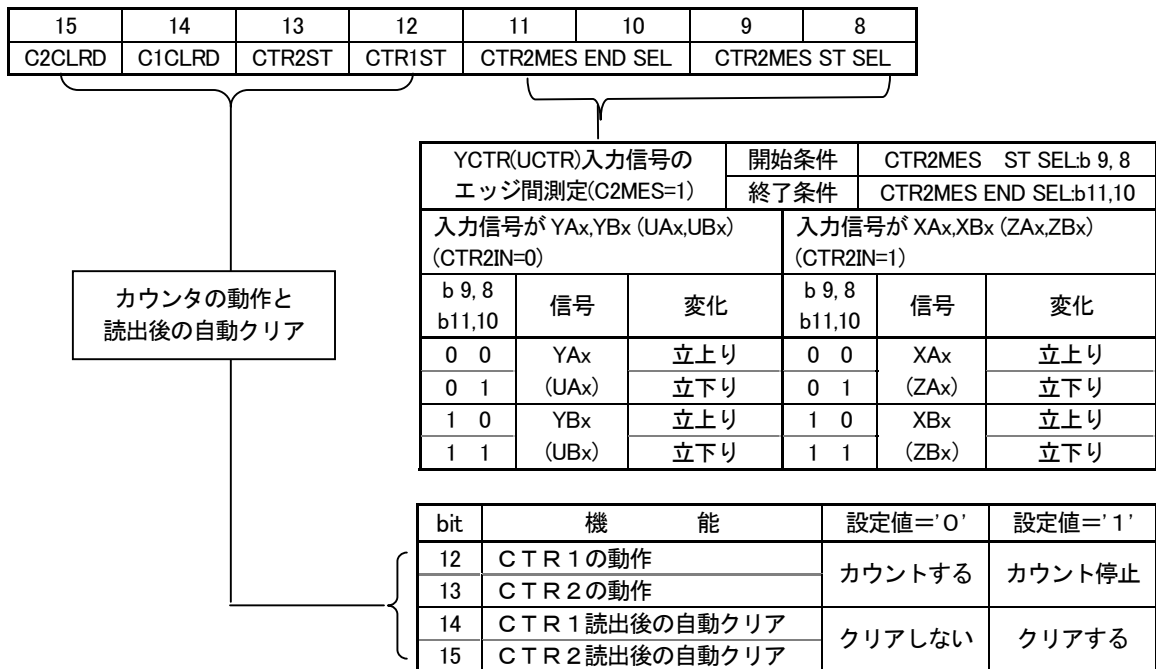 15 14 13 12 11 10 9 8
C2CLRD C1CLRD CTR2ST CTR1ST CTR2MES END SEL CTR2MES ST SEL
YCTR(UCTR)入力信号の 開始条件 CTR2MES ST SEL:b 9, 8
エッジ間測定(C2MES=1) 終了条件 CTR2MES END SEL:b11,10
入力信号が YAx,YBx (UAx,UBx) 入力信号が XAx,XBx (ZAx,ZBx)
(CTR2IN=0) (CTR2IN=1)
b 9, 8 信号 変化 b 9, 8 信号 変化
b11,10 b11,10
0 0 YAx 立上り 0 0 XAx 立上り
0 1 (UAx) 立下り 0 1 (ZAx) 立下り
1 0 YBx 立上り 1 0 XBx 立上り
1 1 (UBx) 立下り 1 1 (ZBx) 立下り
カウンタの動作と
読出後の自動クリア
bit 機 能 設定値＝'0' 設定値＝'1'
12 ＣＴＲ１の動作 カウントする カウント停止
13 ＣＴＲ２の動作
14 ＣＴＲ１読出後の自動クリア クリアしない クリアする
15 ＣＴＲ２読出後の自動クリア